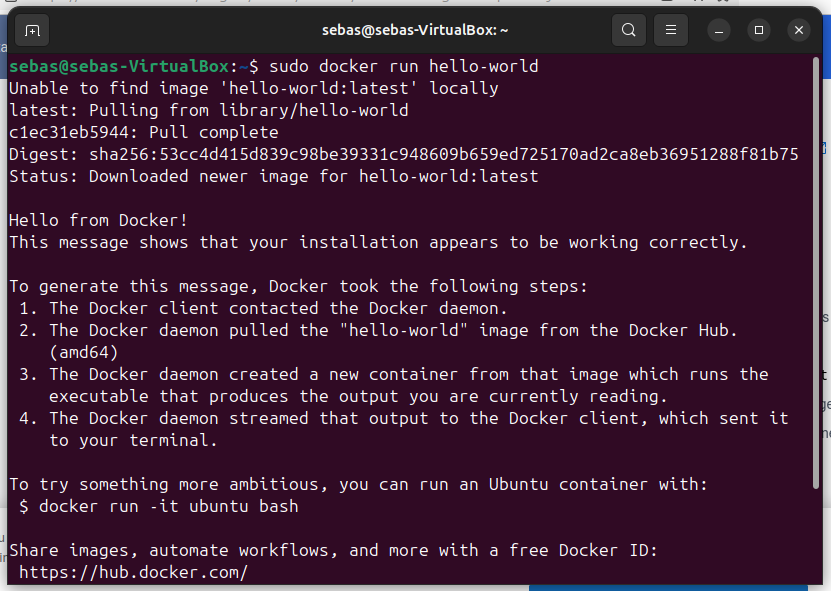 sebas@sebas-VirtualBox: ~
sebas@sebas-VirtualBox:~$ sudo docker run hello-world
Unable to find image 'hello-world:latest' locally
latest: Pulling from library/hello-world
c1ec31eb5944: Pull complete
Digest: sha256:53cc4d415d839c98be39331c948609b659ed725170ad2ca8eb36951288f81b75
Status: Downloaded newer image for hello-world:latest
Hello from Docker!
This message shows that your installation appears to be working correctly.
To generate this message, Docker took the following steps:
1. The Docker client contacted the Docker daemon.
2. The Docker daemon pulled the "hello-world" image from the Docker Hub.
(amd64)
3. The Docker daemon created a new container from that image which runs the
executable that produces the output you are currently reading.
4. The Docker daemon streamed that output to the Docker client, which sent it
to your terminal.
To try something more ambitious, you can run an Ubuntu container with:
$ docker run -it ubuntu bash
Share images, automate workflows, and more with a free Docker ID:
https://hub.docker.com/